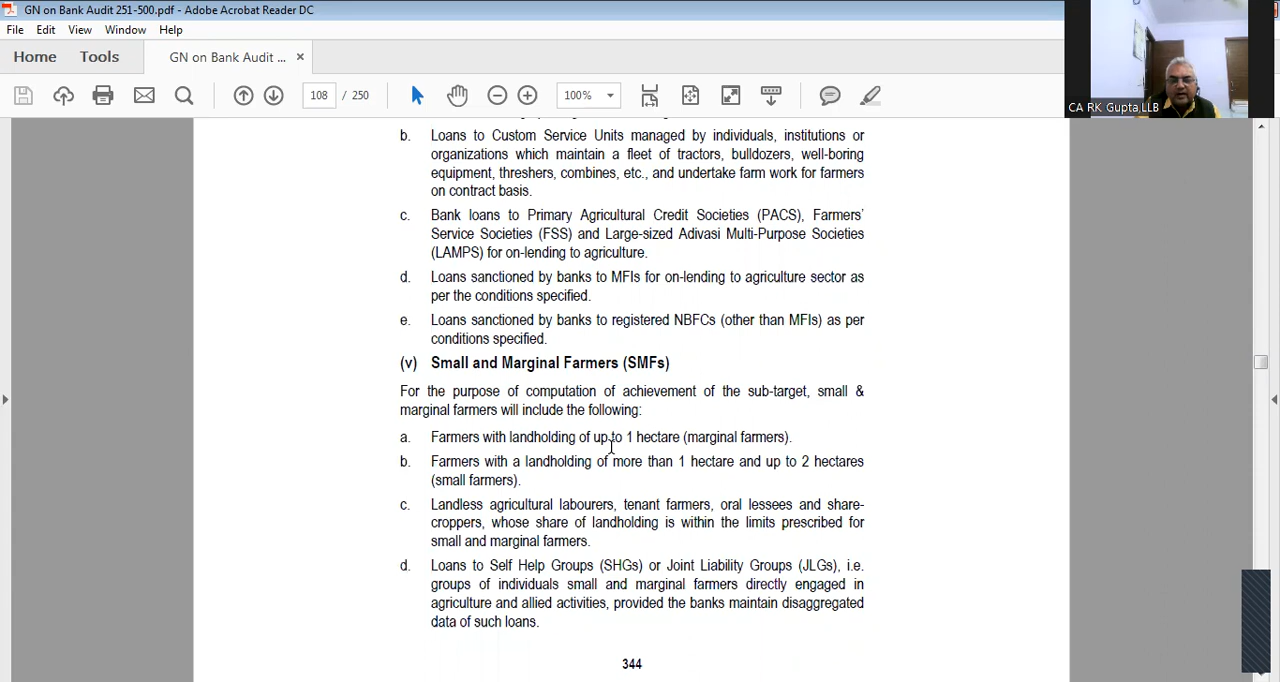 GN on Bank Audit 251-500.pdf - Adobe Acrobat Reader DC
File Edit View Window Help
Home Tools GN on Bank Audit ... ×
108 / 250 100%
CA RK Gupta,LLB
b. Loans to Custom Service Units managed by individuals, institutions or
organizations which maintain a fleet of tractors, bulldozers, well-boring
equipment, threshers, combines, etc., and undertake farm work for farmers
on contract basis.
c. Bank loans to Primary Agricultural Credit Societies (PACS), Farmers'
Service Societies (FSS) and Large-sized Adivasi Multi-Purpose Societies
(LAMPS) for on-lending to agriculture.
d. Loans sanctioned by banks to MFIs for on-lending to agriculture sector as
per the conditions specified.
e. Loans sanctioned by banks to registered NBFCs (other than MFIs) as per
conditions specified.
(v) Small and Marginal Farmers (SMFs)
For the purpose of computation of achievement of the sub-target, small &
marginal farmers will include the following:
a. Farmers with landholding of up to 1 hectare (marginal farmers).
b. Farmers with a landholding of more than 1 hectare and up to 2 hectares
(small farmers).
c. Landless agricultural labourers, tenant farmers, oral lessees and share-
croppers, whose share of landholding is within the limits prescribed for
small and marginal farmers.
d. Loans to Self Help Groups (SHGs) or Joint Liability Groups (JLGs), i.e.
groups of individuals small and marginal farmers directly engaged in
agriculture and allied activities, provided the banks maintain disaggregated
data of such loans.
344